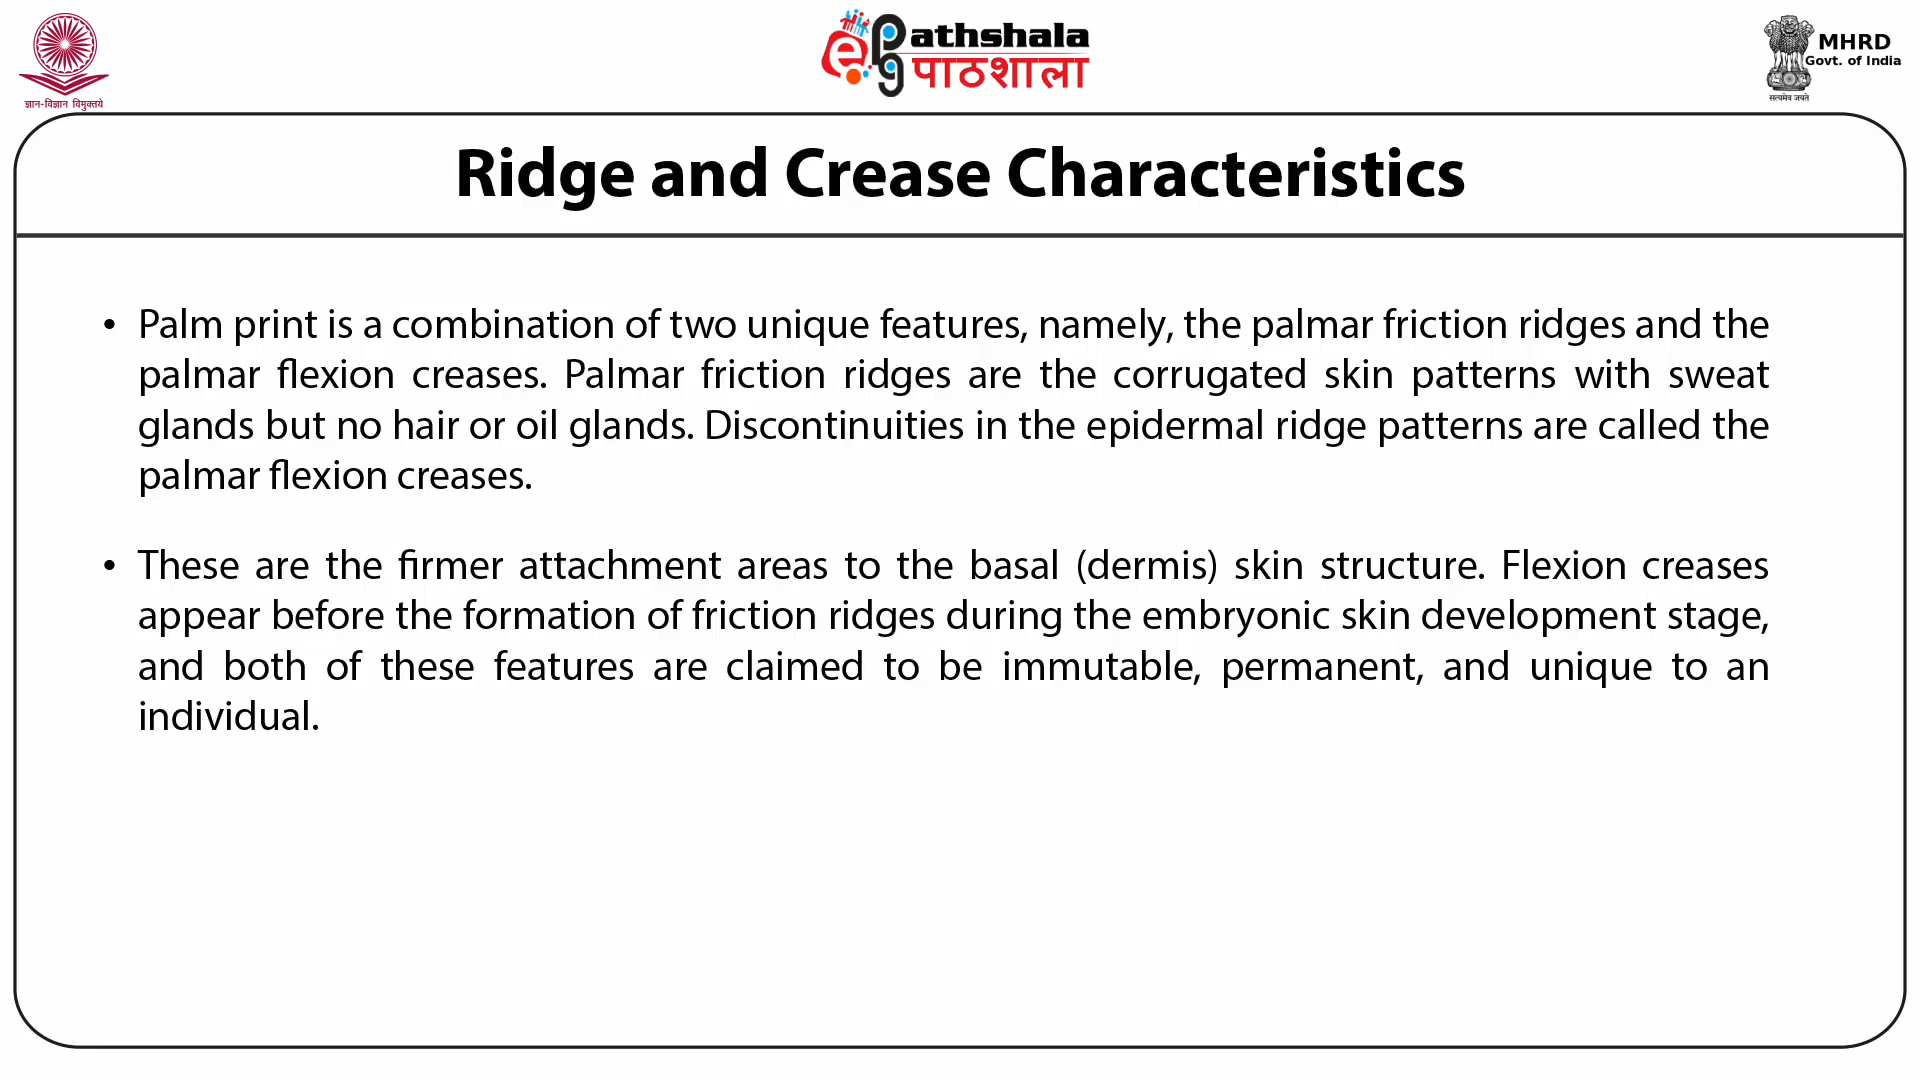 ज्ञान-विज्ञान विमुक्तये
e
PG
athshala
पाठशाला
MHRD
Govt. of India
सत्यमेव जयते
Ridge and Crease Characteristics
• Palm print is a combination of two unique features, namely, the palmar friction ridges and the
palmar flexion creases. Palmar friction ridges are the corrugated skin patterns with sweat
glands but no hair or oil glands. Discontinuities in the epidermal ridge patterns are called the
palmar flexion creases.
• These are the firmer attachment areas to the basal (dermis) skin structure. Flexion creases
appear before the formation of friction ridges during the embryonic skin development stage,
and both of these features are claimed to be immutable, permanent, and unique to an
individual.